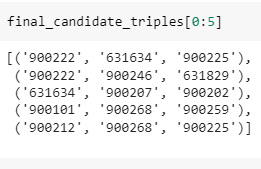 final_candidate_triples[0:5]
[('900222', '631634', '900225'),
('900222', '900246', '631829'),
('631634', '900207', '900202'),
('900101', '900268', '900259'),
('900212', '900268', '900225')]